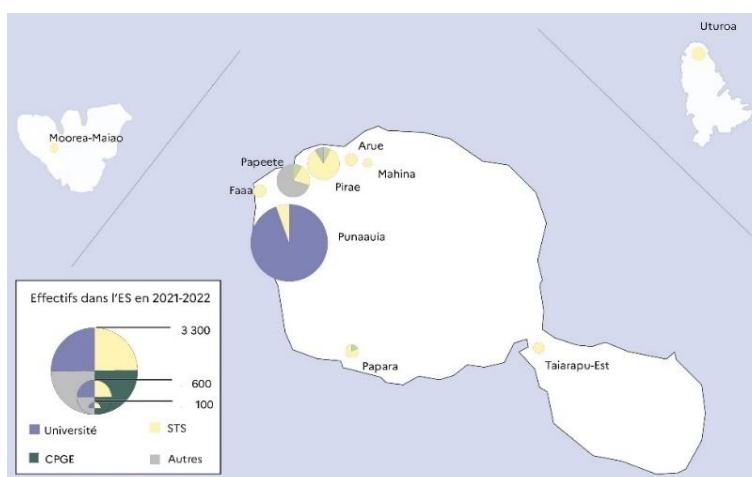 Uturoa
Moorea-Maiao
Arue
Papeete
Mahina
Faaa
Pirae
Punaauia
Effectifs dans l'ES en 2021-2022
3 300
600
100
Université
STS
CPGE
Autres
Papara
Taiarapu-Est